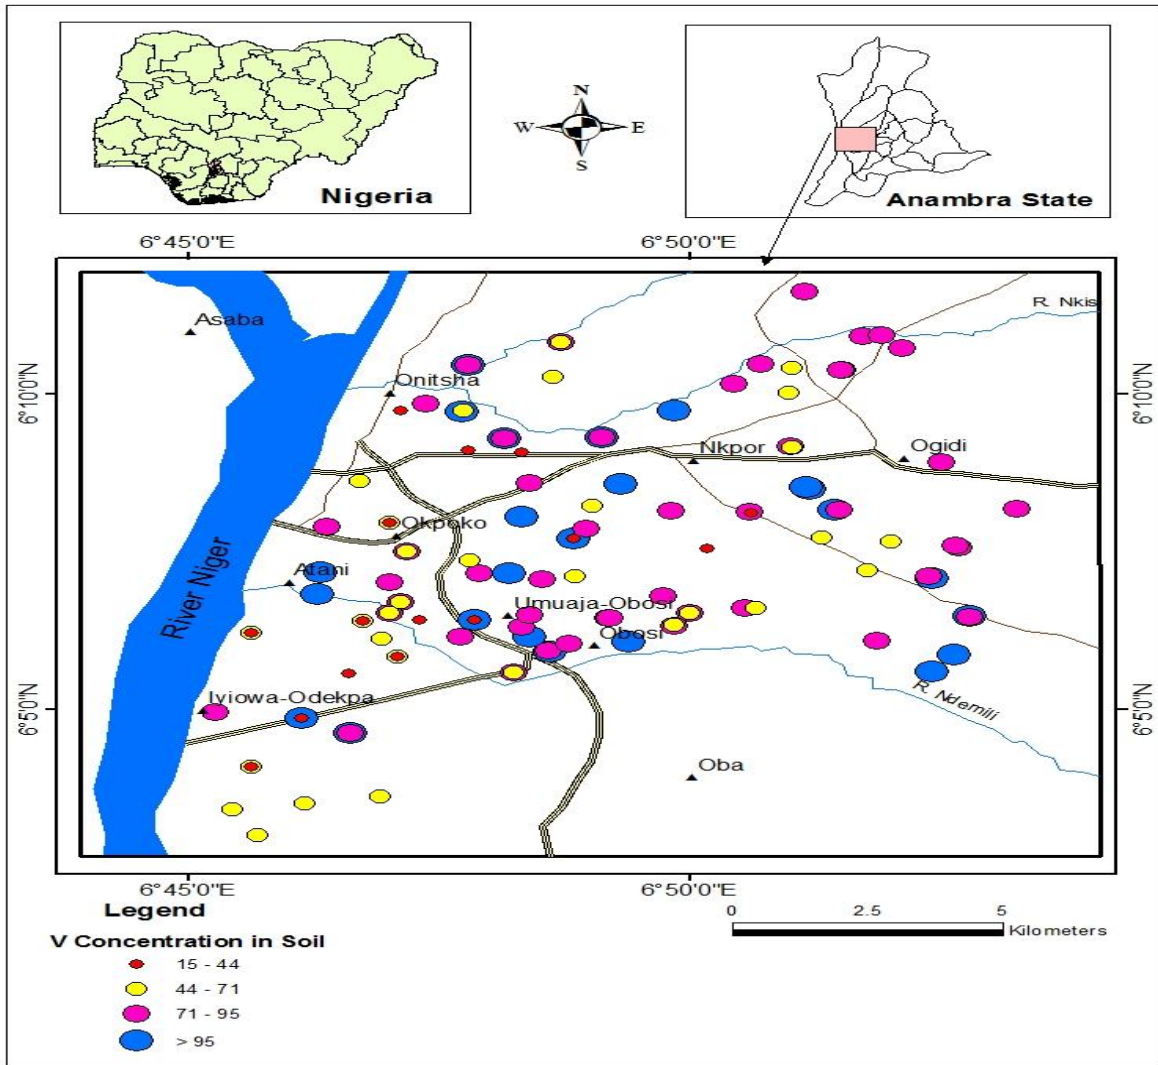 Nigeria
N
W E
S
Anambra State
6°45'0"E 6°50'0"E
R. Nkis
Asaba
Onitsha
6°10'0"N 6°10'0"N
Nkpor
Ogidi
Okpoko
River Niger
Atani
Umuaja-Obosi
Obosi
Iyiowa-Odekpa
R. Ndemili
6°5'0"N 6°5'0"N
Oba
6°45'0"E 6°50'0"E
Legend
0 2.5 5
Kilometers
V Concentration in Soil
15 - 44
44 - 71
71 - 95
> 95